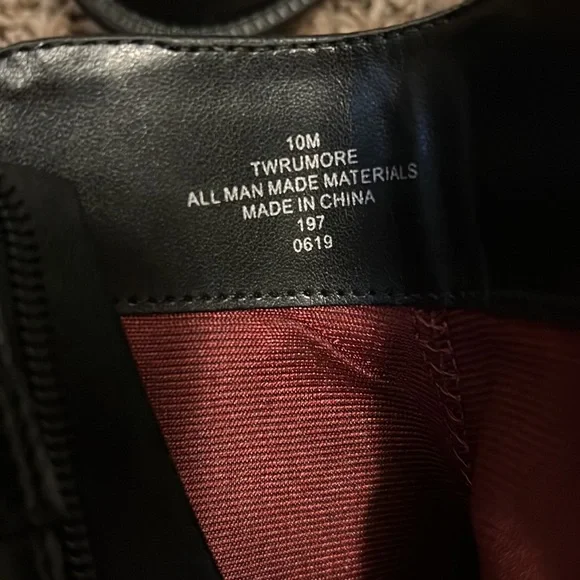 10M
TWRUMORE
ALL MAN MADE MATERIALS
MADE IN CHINA
197
0619